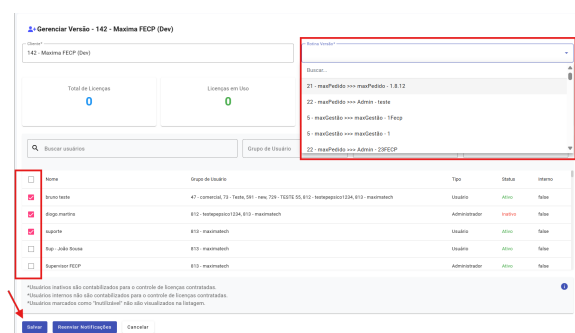 Gerenciar Versão - 142 - Maxima FECP (Dev)
Cliente*
142 - Maxima FECP (Dev)
Rotina Versão*
Buscar...
21 - maxPedido >>> maxPedido - 1.8.12
22 - maxPedido >>> Admin - teste
5 - maxGestão >>> maxGestão - 1Fecp
5 - maxGestão >>> maxGestão - 1
22 - maxPedido >>> Admin - 23FECP
Total de Licenças
0
Licenças em Uso
0
Buscar usuários
Grupo de Usuário
Nome Grupo de Usuário Tipo Status Interno
bruno teste 47 - comercial, 73 - Teste, 591 - new, 729 - TESTE 55, 812 - testepepsico1234, 813 - maximatech Usuário Ativo false
diogo.martins 812 - testepepsico1234, 813 - maximatech Administrador Inativo false
suporte 813 - maximatech Usuário Ativo false
Sup - João Sousa 813 - maximatech Usuário Ativo false
Supervisor FECP 813 - maximatech Administrador Ativo false
*Usuários inativos são contabilizados para o controle de licenças contratadas.
*Usuários internos não são contabilizados para o controle de licenças contratadas.
*Usuários marcados como "Inutilizável" não são visualizados na listagem.
Salvar Reenviar Notificações Cancelar